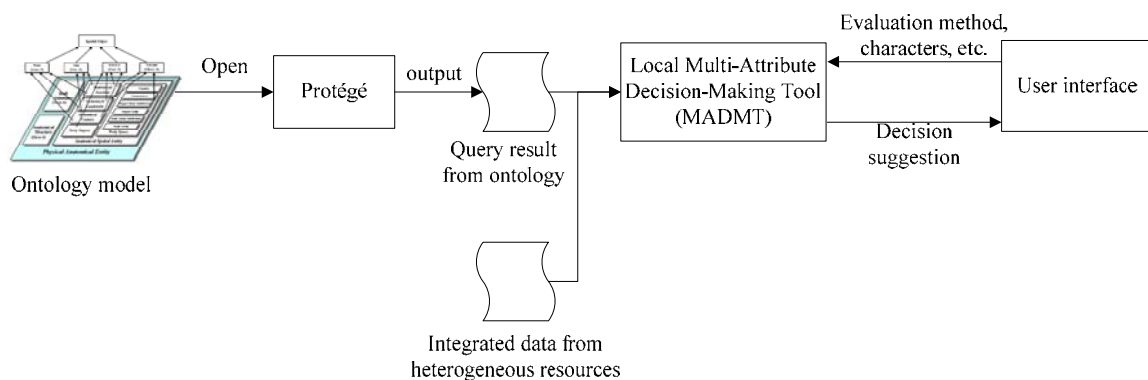 Evaluation method,
characters, etc.
Open
output
Protégé
Local Multi-Attribute
Decision-Making Tool
(MADMT)
User interface
Decision
suggestion
Query result
from ontology
Physical Anatomical Entity
Ontology model
Integrated data from
heterogeneous resources